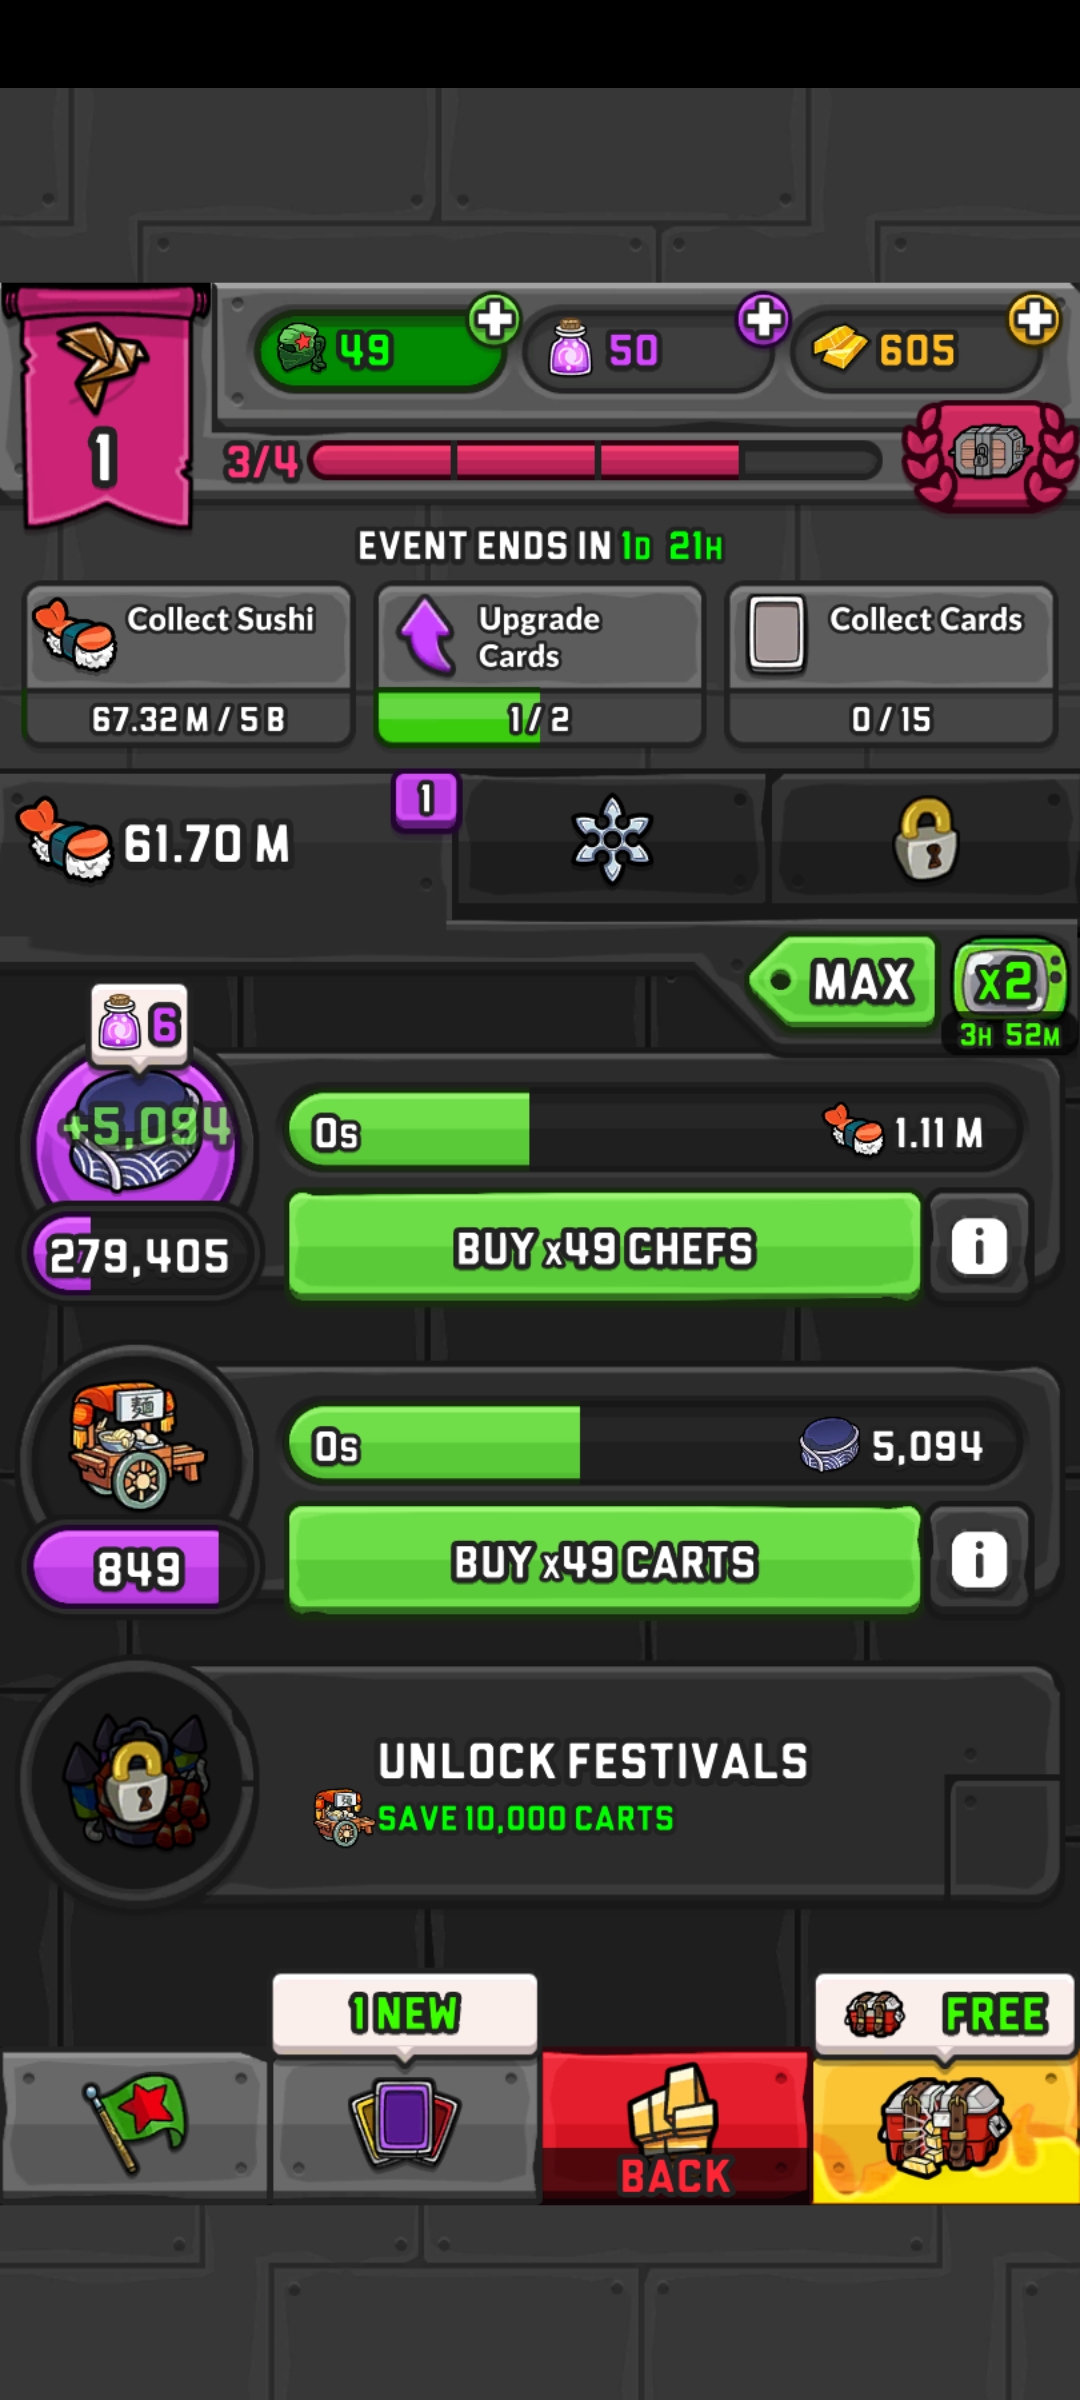 49
50
605
1
3/4
EVENT ENDS IN 1D 21H
Collect Sushi
Upgrade
Cards
Collect Cards
67.32 M / 5 B
1 / 2
0 / 15
61.70 M
1
MAX
x2
3H 52M
6
+5,094
0s
1.11 M
279,405
BUY x49 CHEFS
i
麺
0s
5,094
849
BUY x49 CARTS
i
UNLOCK FESTIVALS
SAVE 10,000 CARTS
1 NEW
FREE
BACK